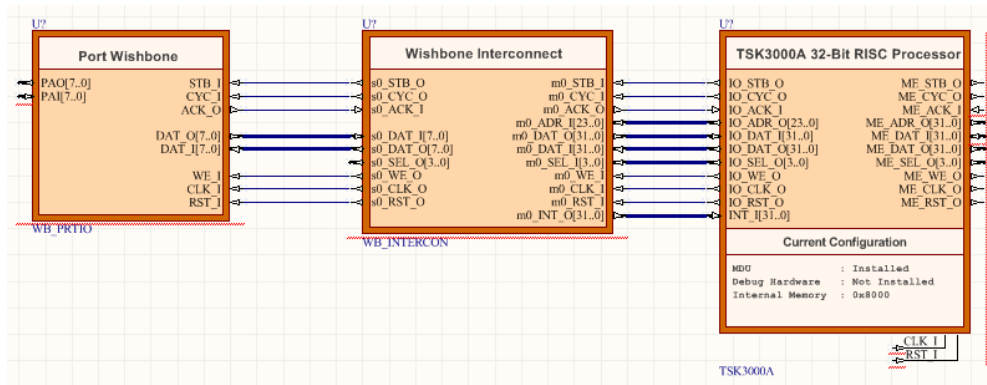 U?
Port Wishbone
PAO[7..0]
PAI[7..0]
STB_I
CYC_I
ACK_O
DAT_O[7..0]
DAT_I[7..0]
WE_I
CLK_I
RST_I
WB_PRTIO
U?
Wishbone Interconnect
s0_STB_O
s0_CYC_O
s0_ACK_I
s0_DAT_I[7..0]
s0_DAT_O[7..0]
s0_SEL_O[3..0]
s0_WE_O
s0_CLK_O
s0_RST_O
m0_STB_I
m0_CYC_I
m0_ACK_O
m0_ADR_I[23..0]
m0_DAT_O[31..0]
m0_DAT_I[31..0]
m0_SEL_I[3..0]
m0_WE_I
m0_CLK_I
m0_RST_I
m0_INT_O[31..0]
WB_INTERCON
U?
TSK3000A 32-Bit RISC Processor
IO_STB_O
IO_CYC_O
IO_ACK_I
IO_ADR_O[23..0]
IO_DAT_I[31..0]
IO_DAT_O[31..0]
IO_SEL_O[3..0]
IO_WE_O
IO_CLK_O
IO_RST_O
INT_I[31..0]
ME_STB_O
ME_CYC_O
ME_ACK_I
ME_ADR_O[31..0]
ME_DAT_I[31..0]
ME_DAT_O[31..0]
ME_SEL_O[3..0]
ME_WE_O
ME_CLK_O
ME_RST_O
Current Configuration
MDU : Installed
Debug Hardware : Not Installed
Internal Memory : 0x8000
CLK_I
RST_I
TSK3000A